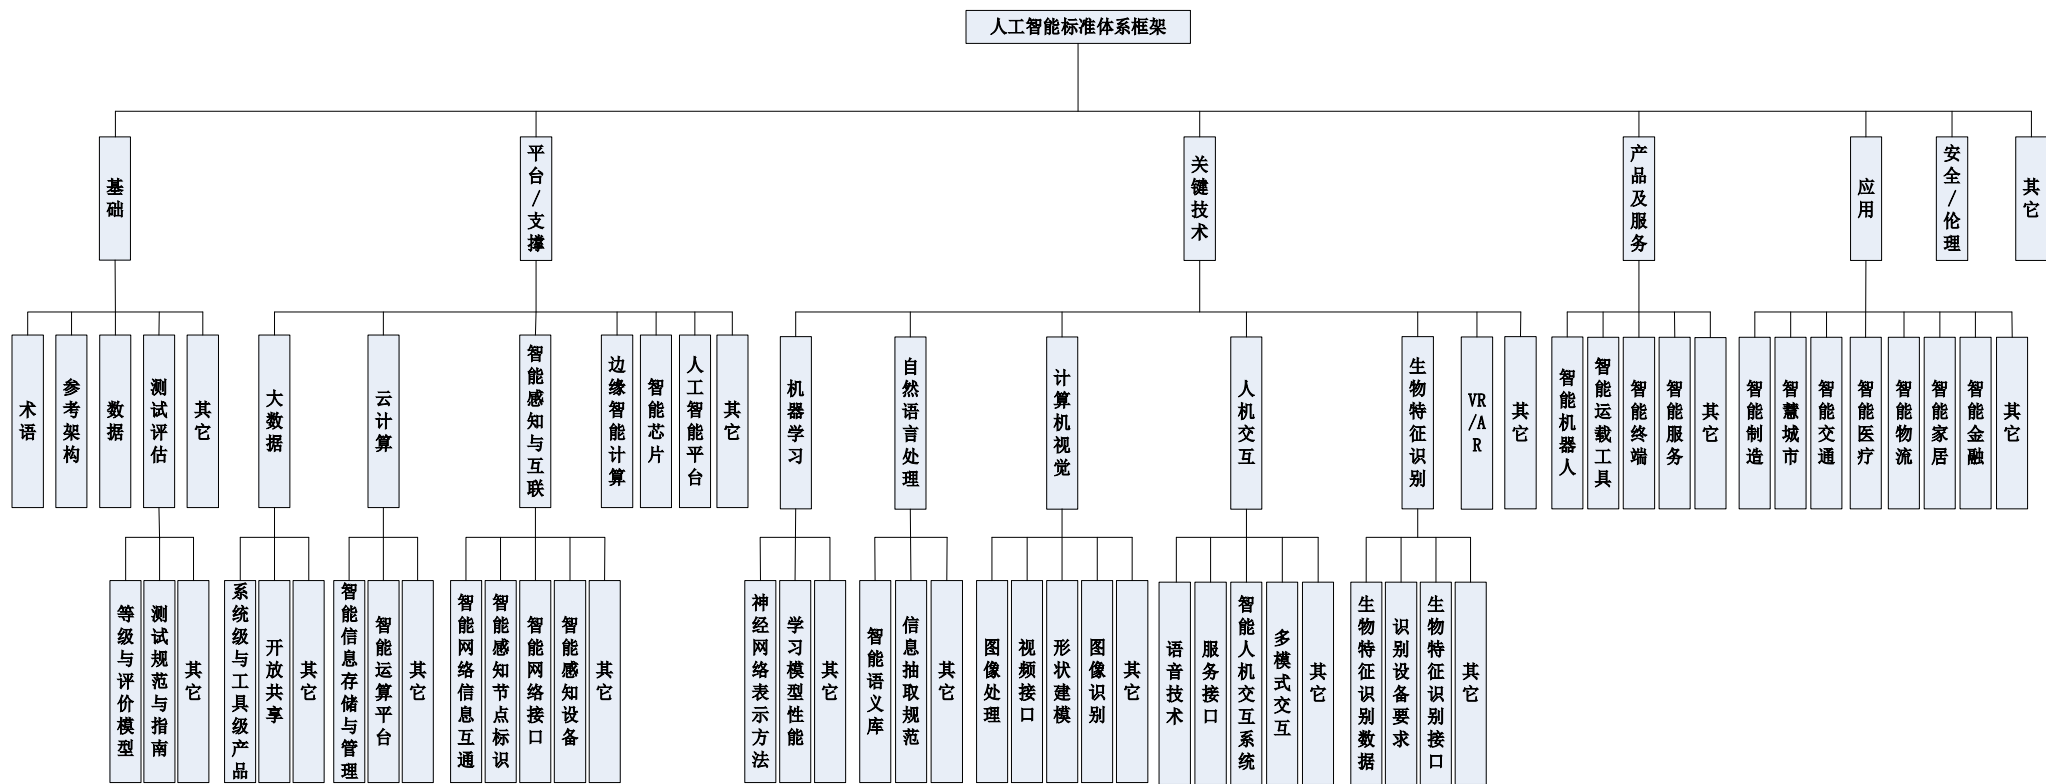 人工智能标准体系框架
基础
平台/支撑
关键技术
产品及服务
应用
安全/伦理
其它
术语
参考架构
数据
测试评估
其它
大数据
云计算
智能感知与互联
边缘智能计算
智能芯片
人工智能平台
其它
机器学习
自然语言处理
计算机视觉
人机交互
生物特征识别
VR/AR
其它
智能机器人
智能运载工具
智能终端
智能服务
其它
智能制造
智慧城市
智能交通
智能医疗
智能物流
智能家居
智能金融
其它
等级与评价模型
测试规范与指南
其它
系统级与工具级产品
开放共享
其它
智能信息存储与管理
智能运算平台
其它
智能网络信息互通
智能感知节点标识
智能网络接口
智能感知设备
其它
神经网络表示方法
学习模型性能
其它
智能语义库
信息抽取规范
其它
图像处理
视频接口
形状建模
图像识别
其它
语音技术
服务接口
智能人机交互系统
多模式交互
其它
生物特征识别数据
识别设备要求
生物特征识别接口
其它